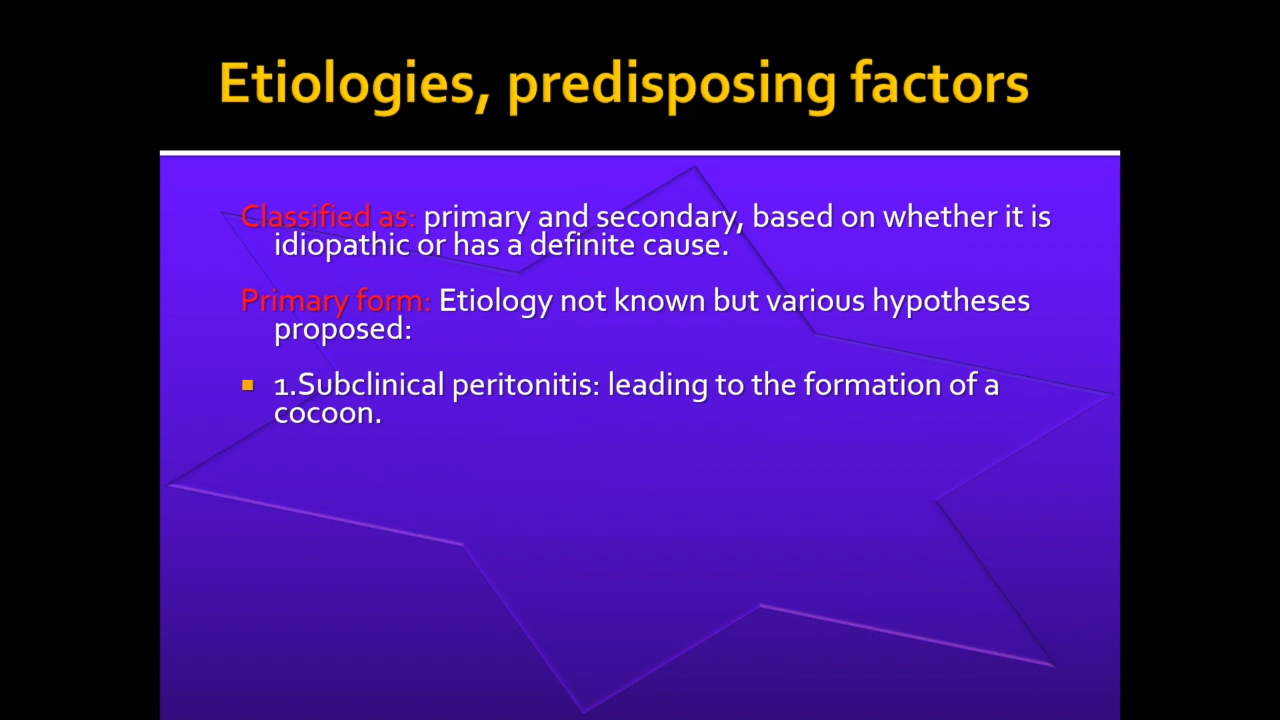 Etiologies, predisposing factors
Classified as: primary and secondary, based on whether it is
idiopathic or has a definite cause.
Primary form: Etiology not known but various hypotheses
proposed:
1.Subclinical peritonitis: leading to the formation of a
cocoon.